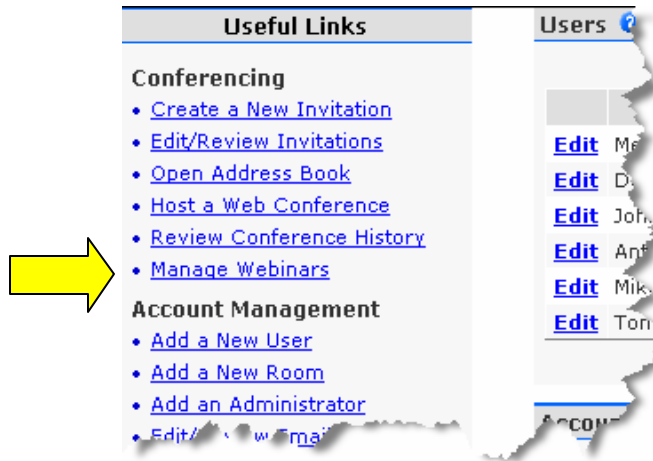 Useful Links
Conferencing
• Create a New Invitation
• Edit/Review Invitations
• Open Address Book
• Host a Web Conference
• Review Conference History
• Manage Webinars
Account Management
• Add a New User
• Add a New Room
• Add an Administrator
Users
Edit
Edit
Edit
Edit
Edit
Edit